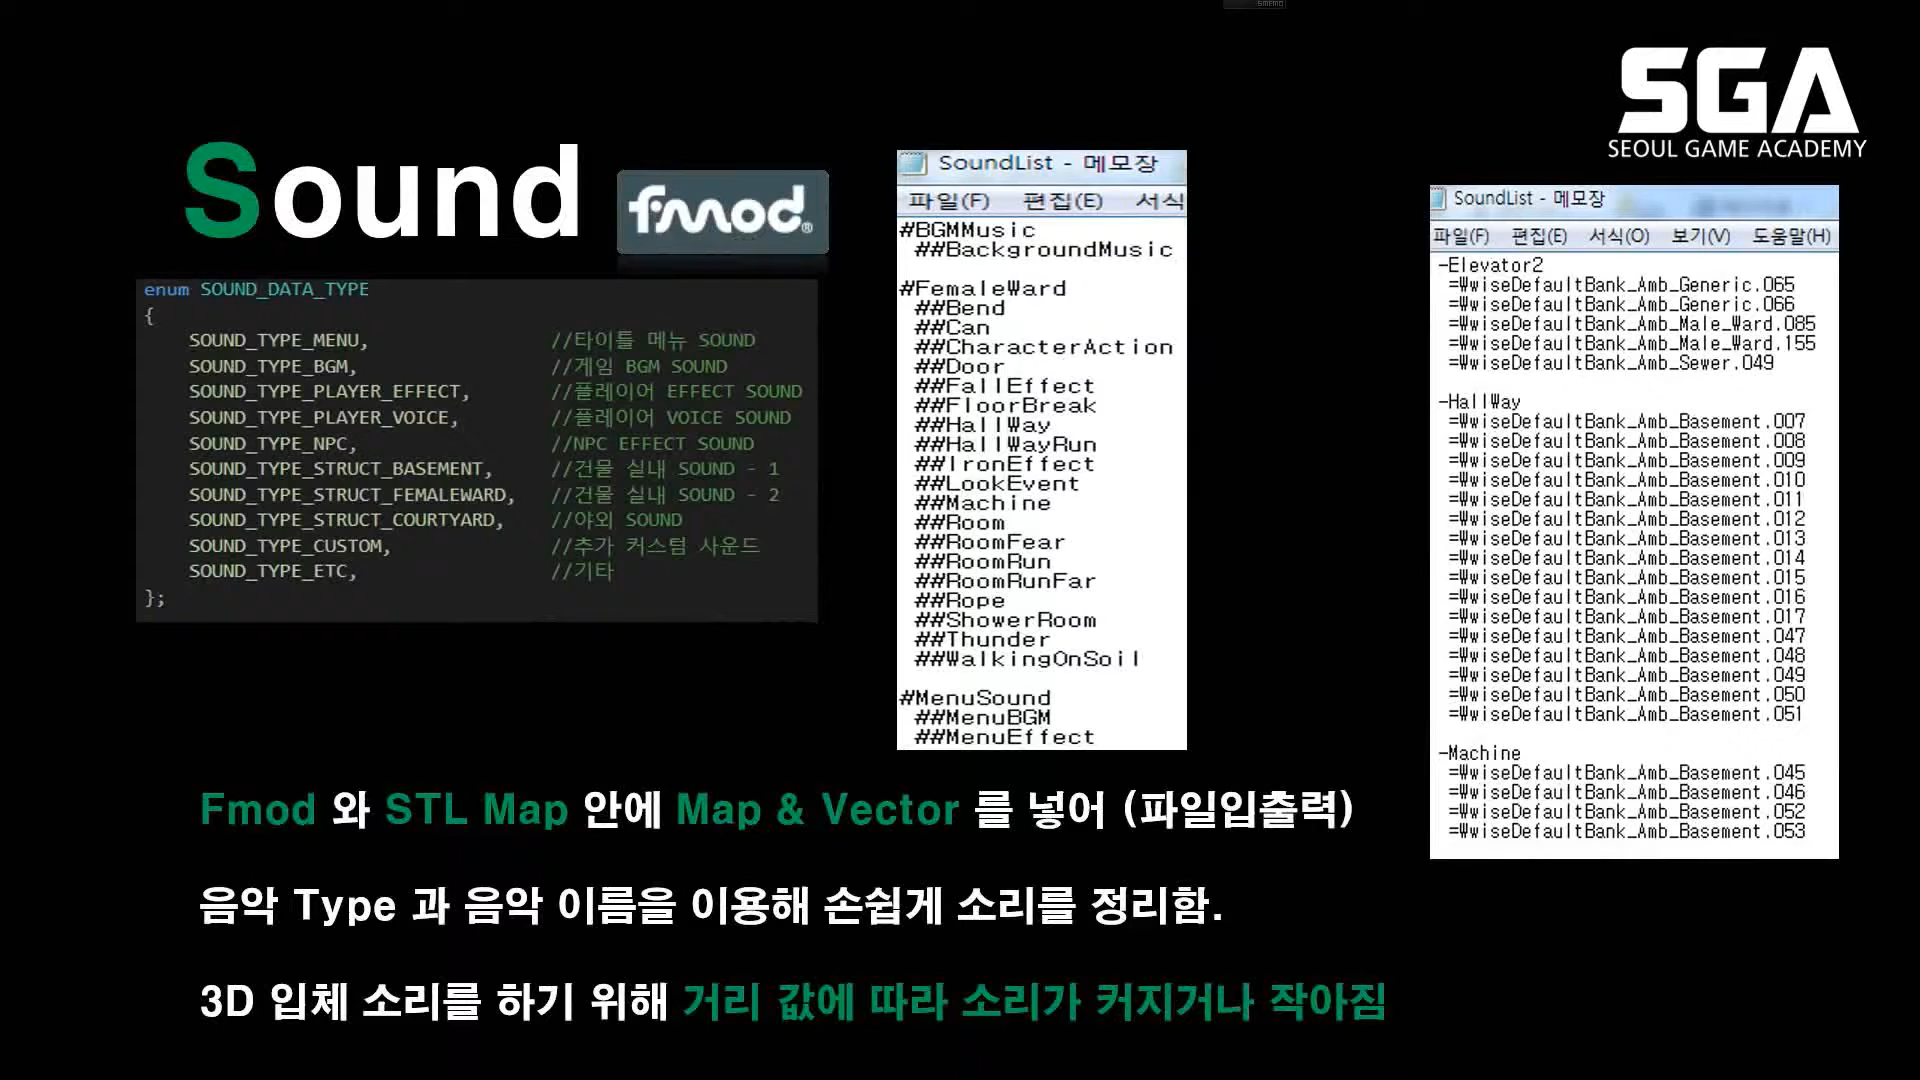 SMEMO
SGA
SEOUL GAME ACADEMY
Sound
fmod®
enum SOUND_DATA_TYPE
{
SOUND_TYPE_MENU, //타이틀 메뉴 SOUND
SOUND_TYPE_BGM, //게임 BGM SOUND
SOUND_TYPE_PLAYER_EFFECT, //플레이어 EFFECT SOUND
SOUND_TYPE_PLAYER_VOICE, //플레이어 VOICE SOUND
SOUND_TYPE_NPC, //NPC EFFECT SOUND
SOUND_TYPE_STRUCT_BASEMENT, //건물 실내 SOUND - 1
SOUND_TYPE_STRUCT_FEMALEWARD, //건물 실내 SOUND - 2
SOUND_TYPE_STRUCT_COURTYARD, //야외 SOUND
SOUND_TYPE_CUSTOM, //추가 커스텀 사운드
SOUND_TYPE_ETC, //기타
};
SoundList - 메모장
파일(F) 편집(E) 서식
#BGMMusic
##BackgroundMusic
#FemaleWard
##Bend
##Can
##CharacterAction
##Door
##FallEffect
##FloorBreak
##HallWay
##HallWayRun
##IronEffect
##LookEvent
##Machine
##Room
##RoomFear
##RoomRun
##RoomRunFar
##Rope
##ShowerRoom
##Thunder
##WalkingOnSoil
#MenuSound
##MenuBGM
##MenuEffect
SoundList - 메모장
파일(F) 편집(E) 서식(O) 보기(V) 도움말(H)
-Elevator2
=WwiseDefaultBank_Amb_Generic.065
=WwiseDefaultBank_Amb_Generic.066
=WwiseDefaultBank_Amb_Male_Ward.085
=WwiseDefaultBank_Amb_Male_Ward.155
=WwiseDefaultBank_Amb_Sewer.049
-HallWay
=WwiseDefaultBank_Amb_Basement.007
=WwiseDefaultBank_Amb_Basement.008
=WwiseDefaultBank_Amb_Basement.009
=WwiseDefaultBank_Amb_Basement.010
=WwiseDefaultBank_Amb_Basement.011
=WwiseDefaultBank_Amb_Basement.012
=WwiseDefaultBank_Amb_Basement.013
=WwiseDefaultBank_Amb_Basement.014
=WwiseDefaultBank_Amb_Basement.015
=WwiseDefaultBank_Amb_Basement.016
=WwiseDefaultBank_Amb_Basement.017
=WwiseDefaultBank_Amb_Basement.047
=WwiseDefaultBank_Amb_Basement.048
=WwiseDefaultBank_Amb_Basement.049
=WwiseDefaultBank_Amb_Basement.050
=WwiseDefaultBank_Amb_Basement.051
-Machine
=WwiseDefaultBank_Amb_Basement.045
=WwiseDefaultBank_Amb_Basement.046
=WwiseDefaultBank_Amb_Basement.052
=WwiseDefaultBank_Amb_Basement.053
Fmod 와 STL Map 안에 Map & Vector 를 넣어 (파일입출력)
음악 Type 과 음악 이름을 이용해 손쉽게 소리를 정리함.
3D 입체 소리를 하기 위해 거리 값에 따라 소리가 커지거나 작아짐